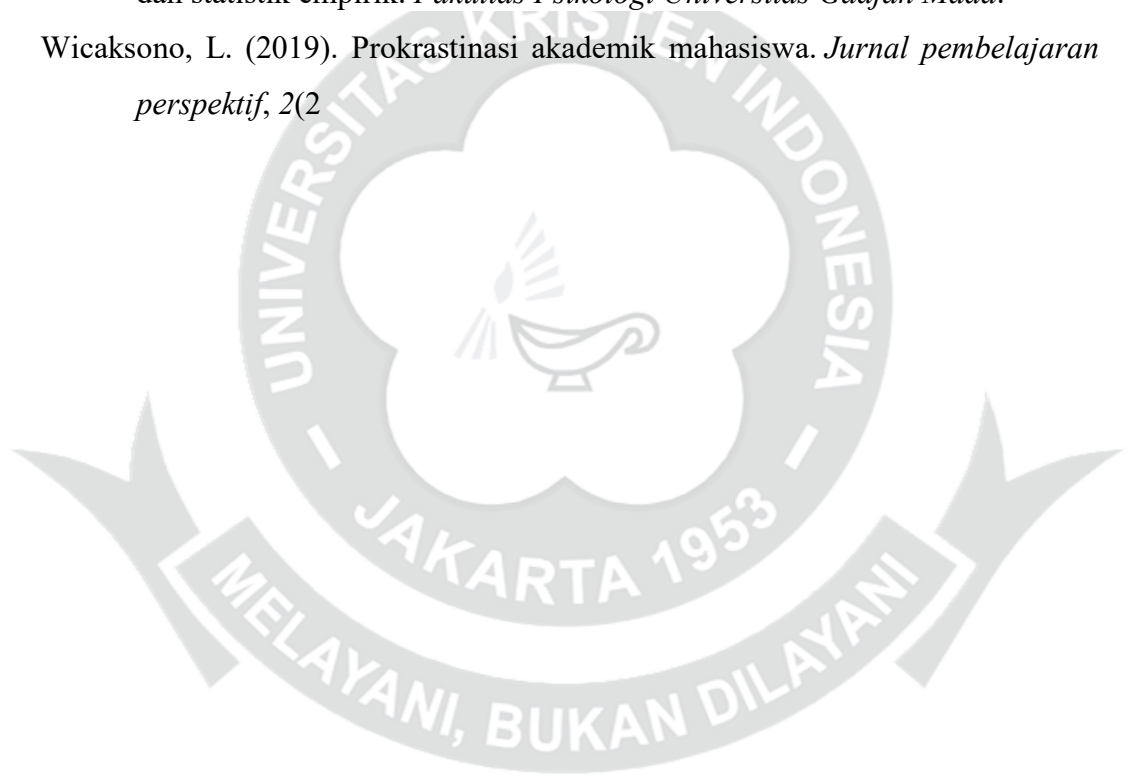 dan statistik empirik. Fakultas Psikologi Universitas Gadjah Mada.
Wicaksono, L. (2019). Prokrastinasi akademik mahasiswa. Jurnal pembelajaran
perspektif, 2(2
UNIVERSITAS KRISTEN INDONESIA
JAKARTA 1953
MELAYANI, BUKAN DILAYANI